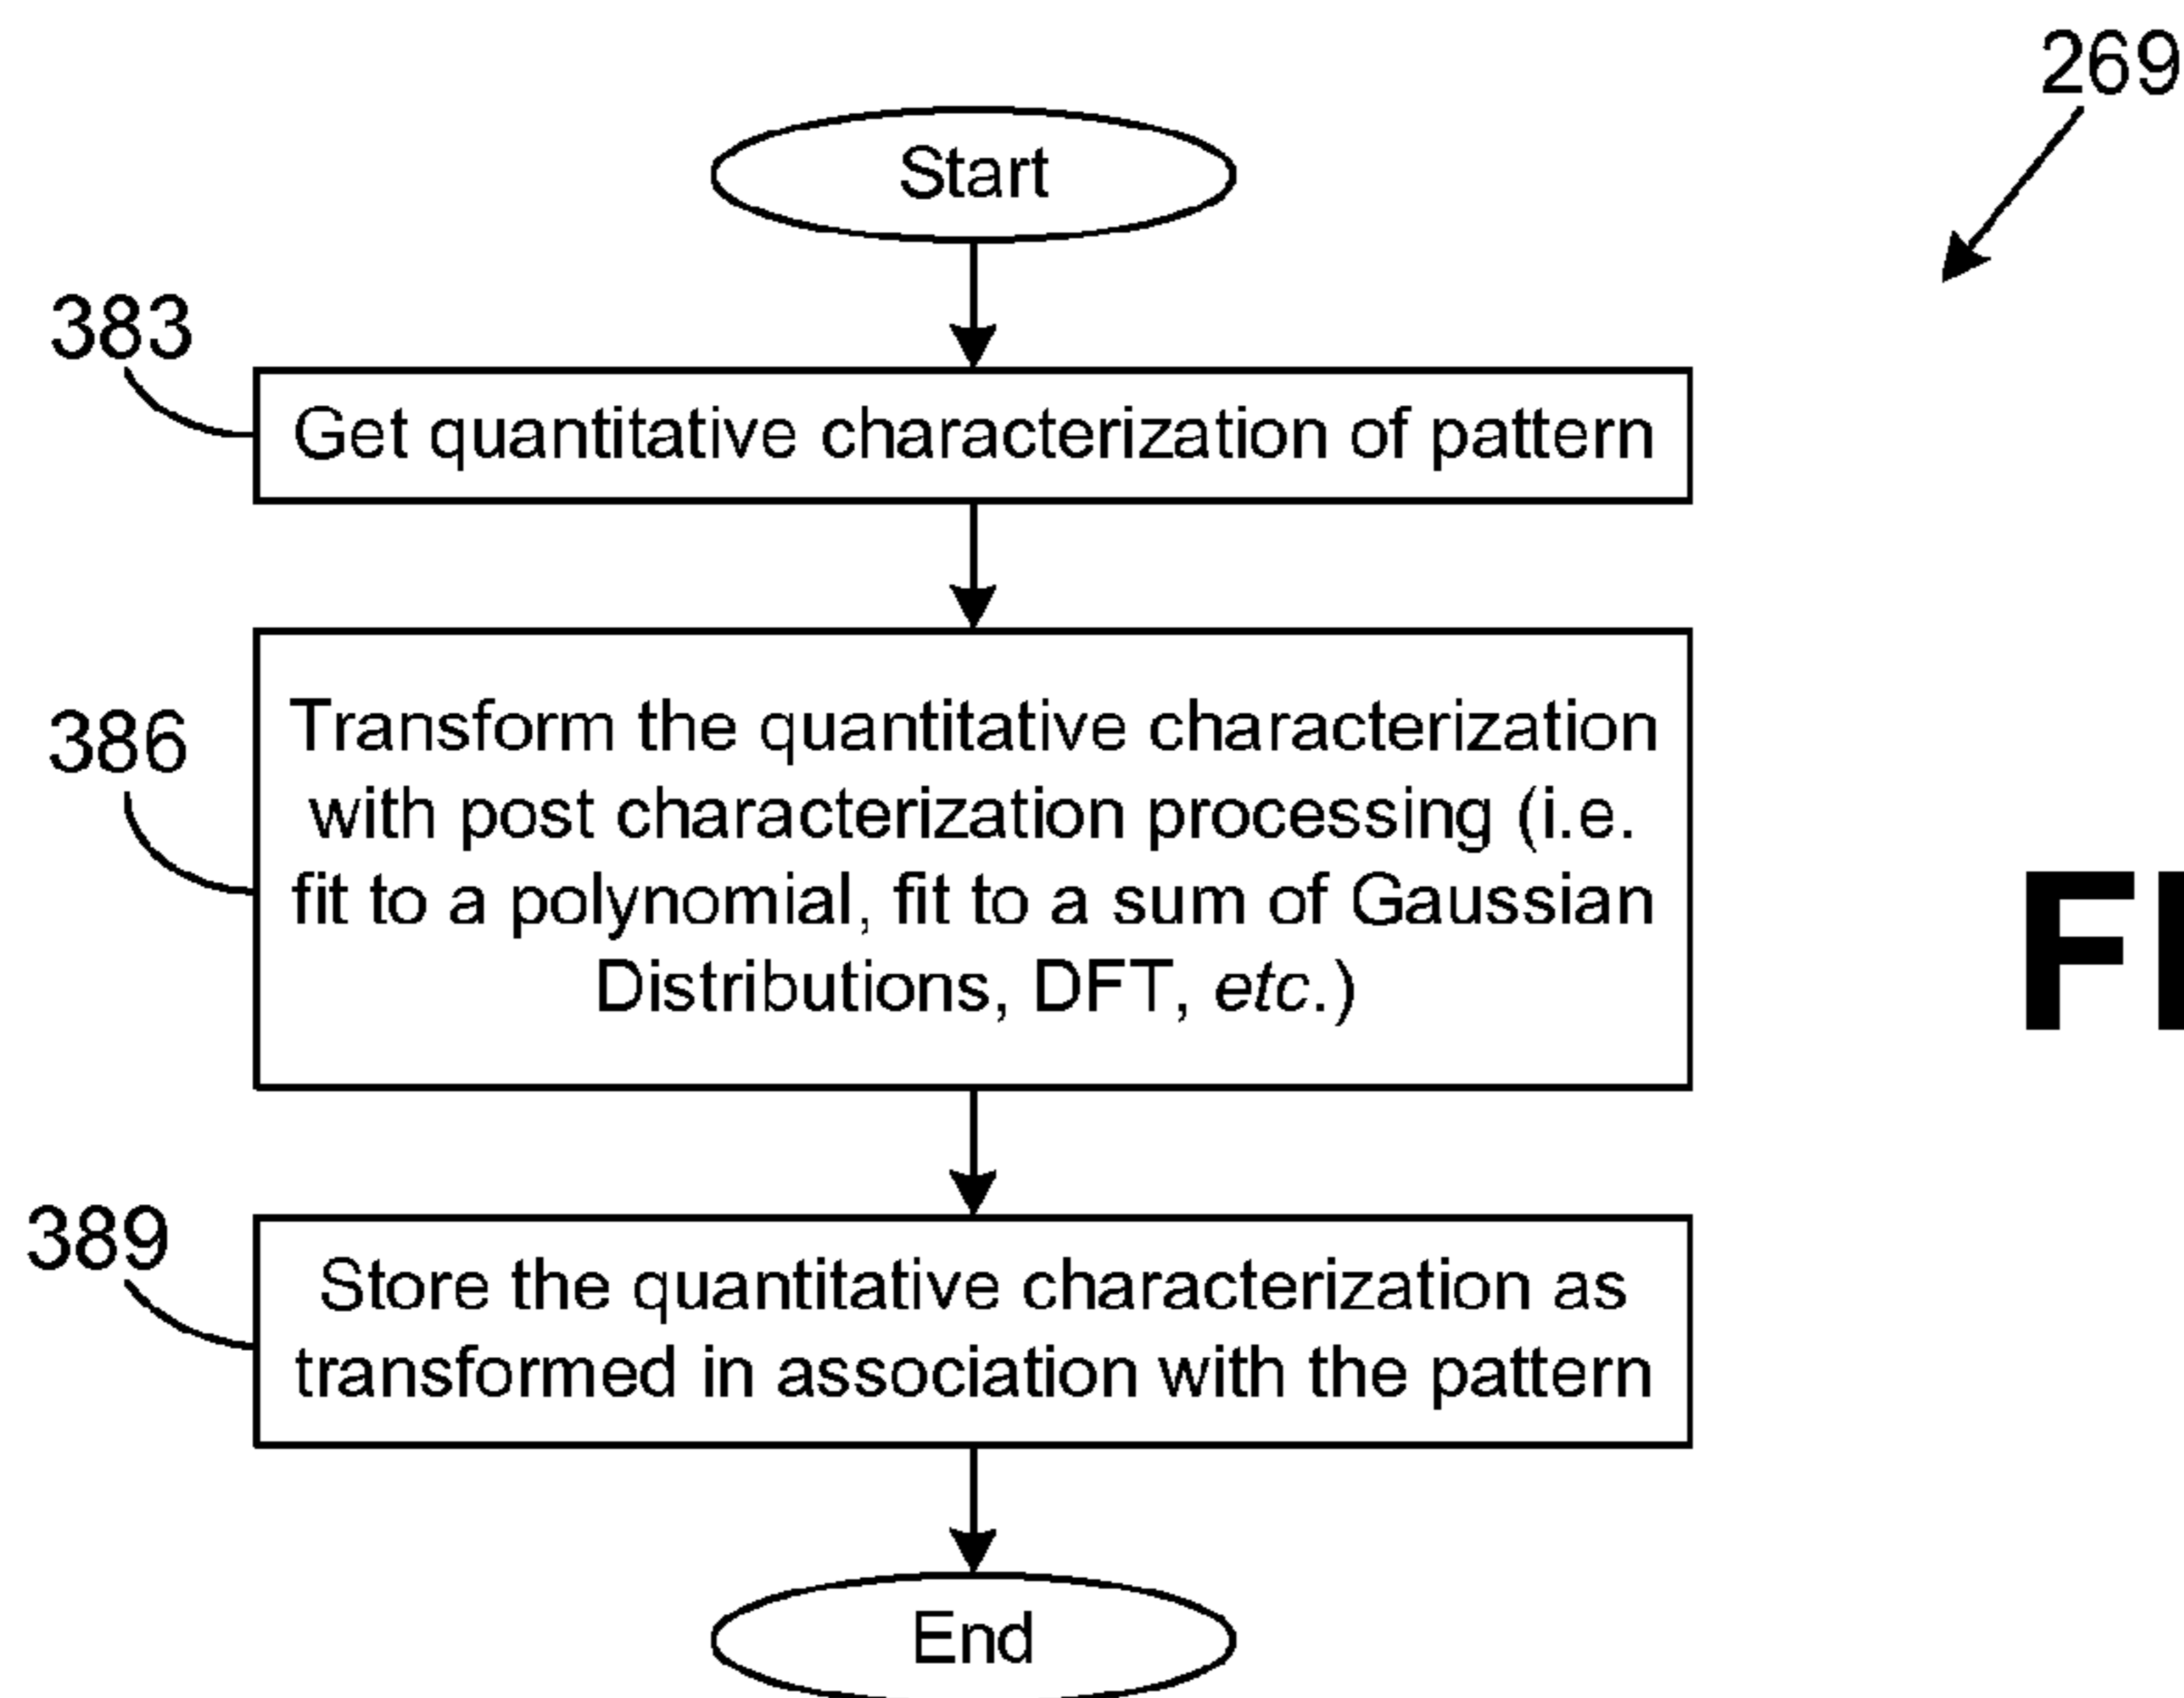 269
Start
383
Get quantitative characterization of pattern
386
Transform the quantitative characterization
with post characterization processing (i.e.
fit to a polynomial, fit to a sum of Gaussian
Distributions, DFT, etc.)
389
Store the quantitative characterization as
transformed in association with the pattern
End